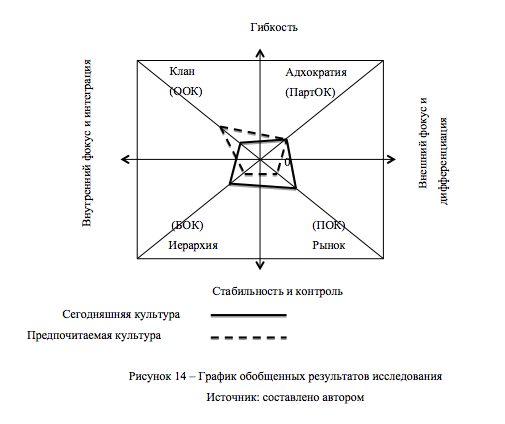 Гибкость
Клан
(ООК)
Адхократия
(ПартОК)
Внутренний фокус и интеграция
Внешний фокус и
дифференциация
0
(БОК)
Иерархия
(ПОК)
Рынок
Стабильность и контроль
Сегодняшняя культура
Предпочитаемая культура
Рисунок 14 – График обобщенных результатов исследования
Источник: составлено автором